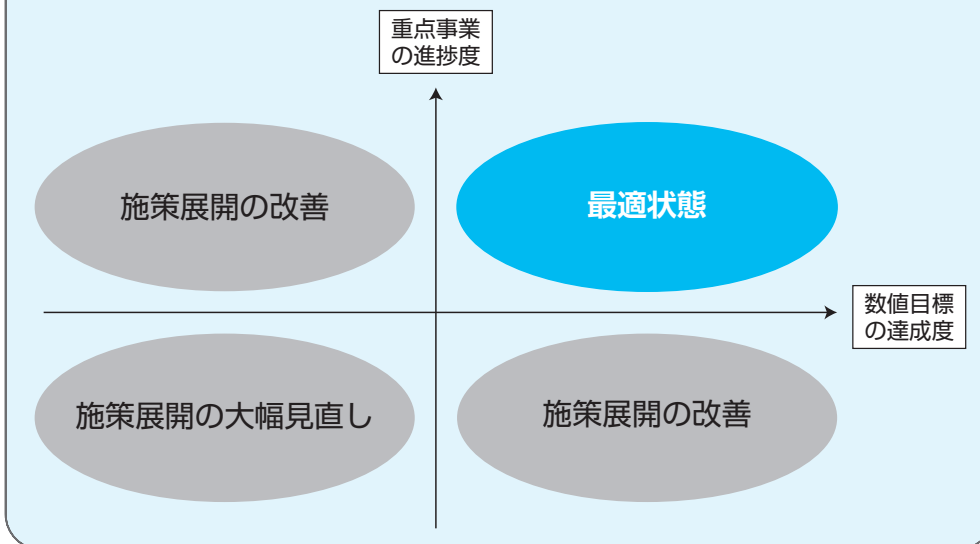 重点事業
の進捗度
施策展開の改善
最適状態
数値目標
の達成度
施策展開の大幅見直し
施策展開の改善